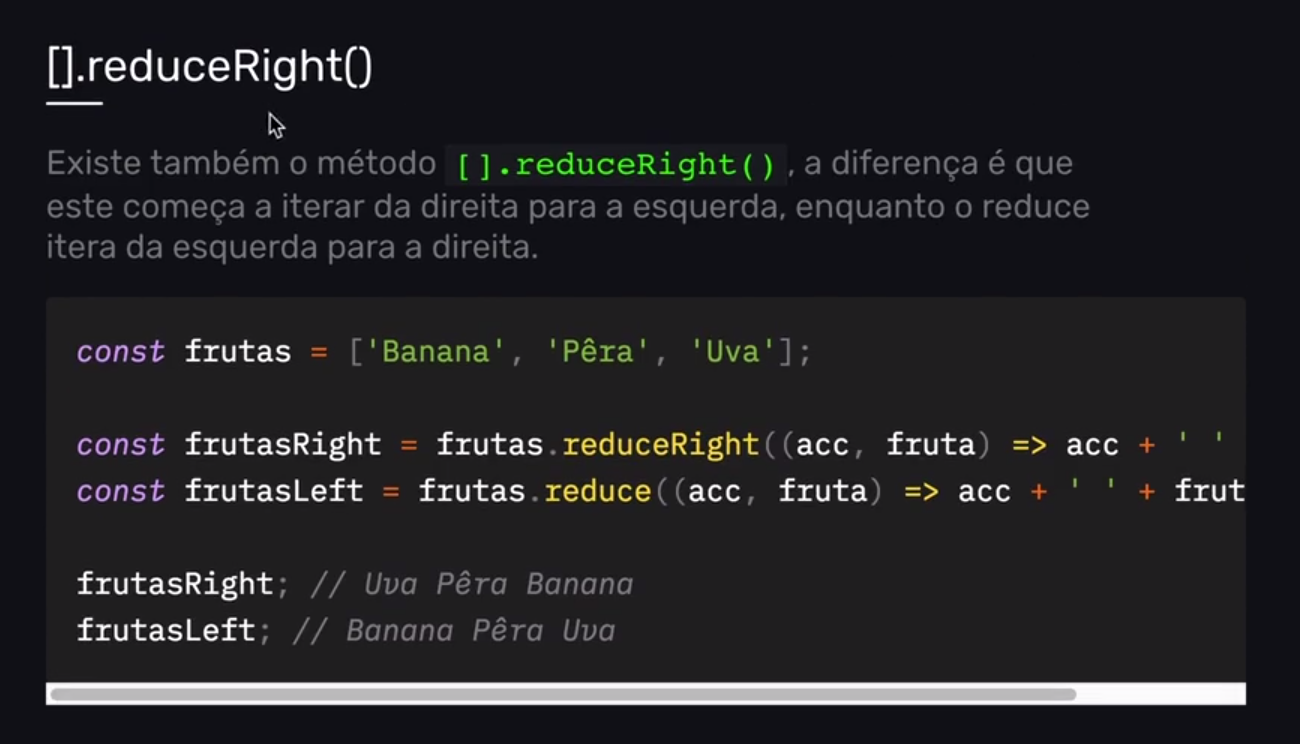 [].reduceRight()
Existe também o método [].reduceRight(), a diferença é que
este começa a iterar da direita para a esquerda, enquanto o reduce
itera da esquerda para a direita.
const frutas = ['Banana', 'Pêra', 'Uva'];
const frutasRight = frutas.reduceRight((acc, fruta) => acc + ' '
const frutasLeft = frutas.reduce((acc, fruta) => acc + ' ' + frut
frutasRight; // Uva Pêra Banana
frutasLeft; // Banana Pêra Uva